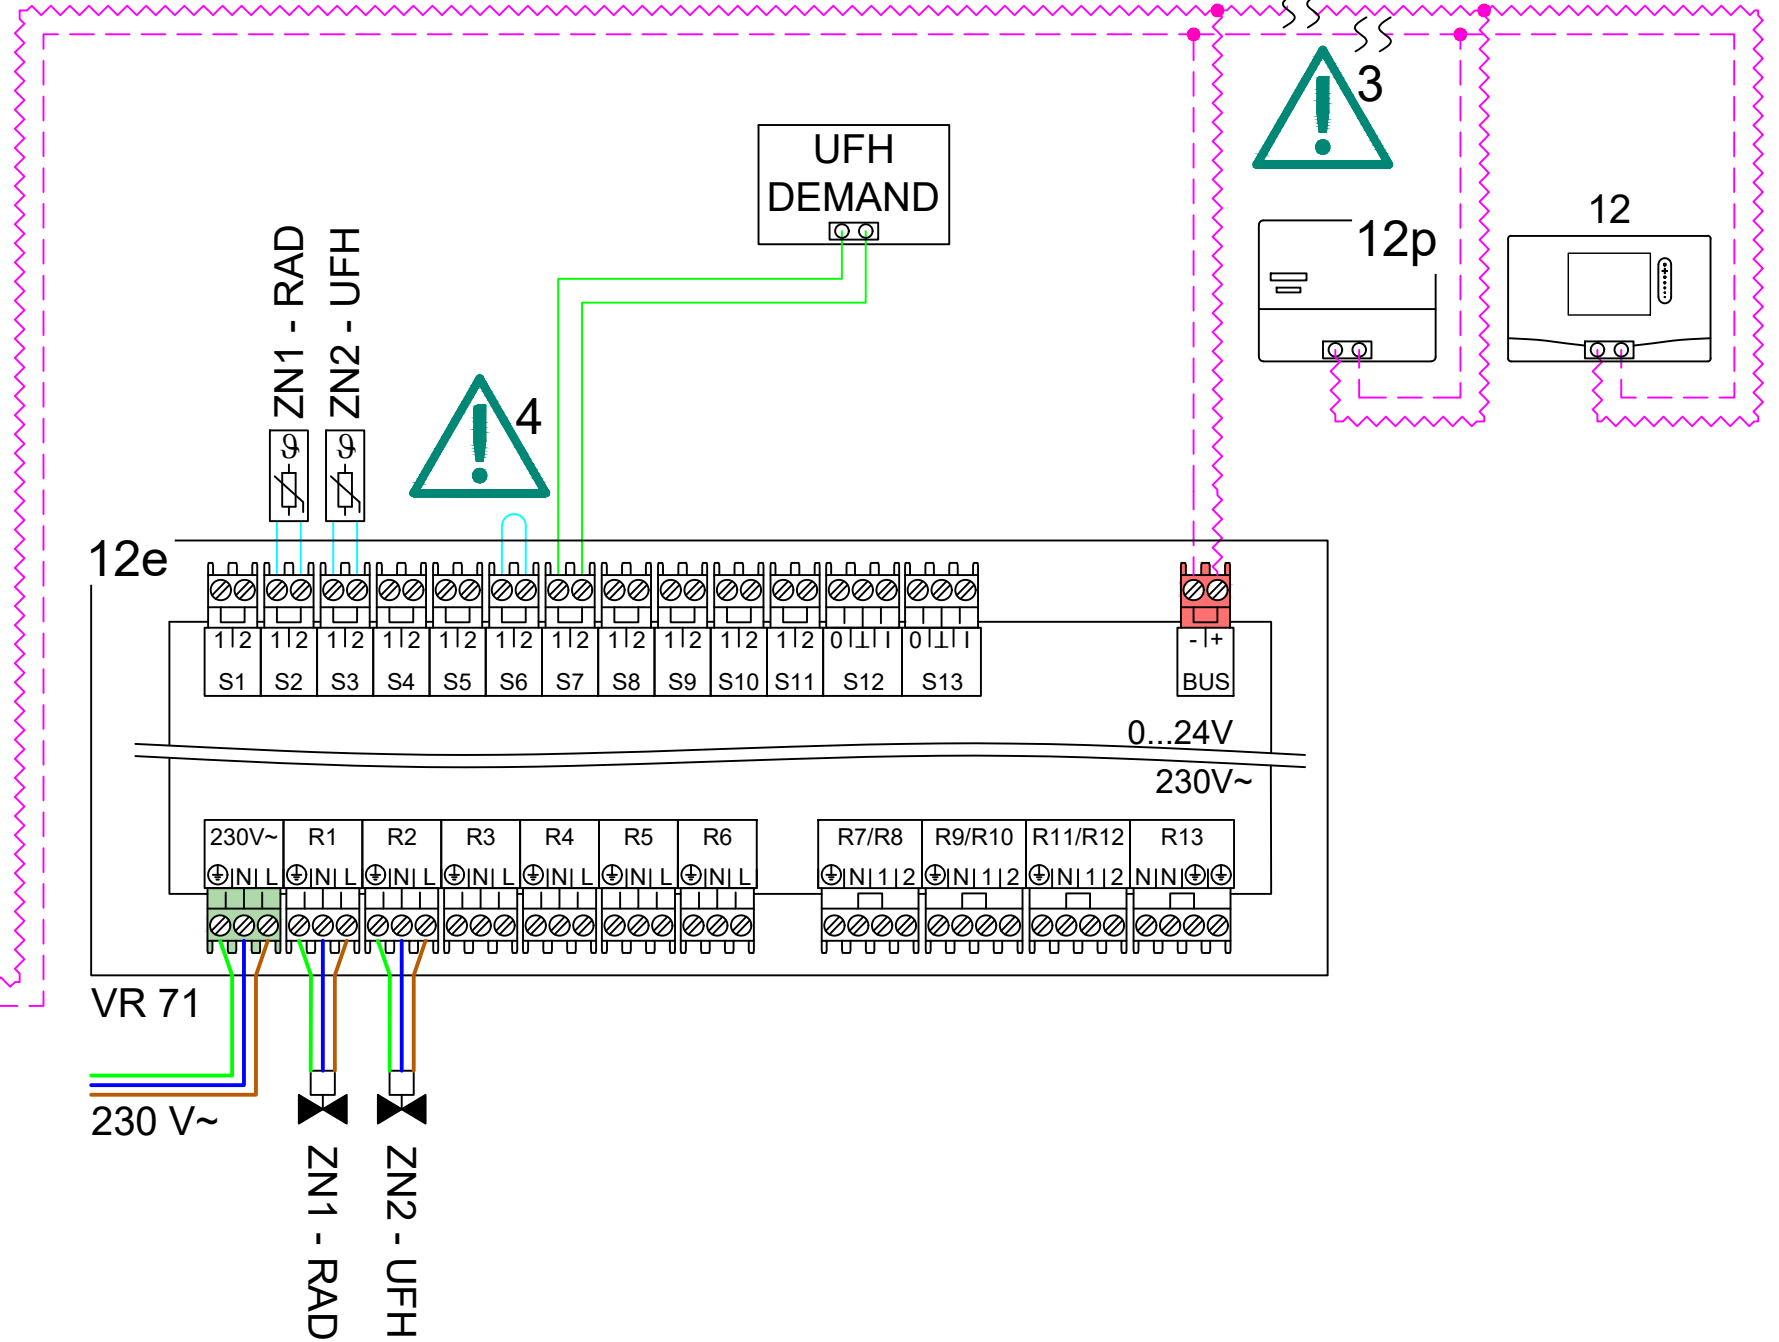 3
UFH
DEMAND
12
12p
ZN1 - RAD
ZN2 - UFH
4
12e
1 2 1 2 1 2 1 2 1 2 1 2 1 2 1 2 1 2 1 2 1 2 0 ⊥ I 0 ⊥ I - +
S1 S2 S3 S4 S5 S6 S7 S8 S9 S10 S11 S12 S13 BUS
0...24V
230V~
230V~ R1 R2 R3 R4 R5 R6 R7/R8 R9/R10 R11/R12 R13
⏚ N L ⏚ N L ⏚ N L ⏚ N L ⏚ N L ⏚ N L ⏚ N L ⏚ N 1 2 ⏚ N 1 2 ⏚ N 1 2 N N ⏚ ⏚
VR 71
230 V~
ZN1 - RAD
ZN2 - UFH